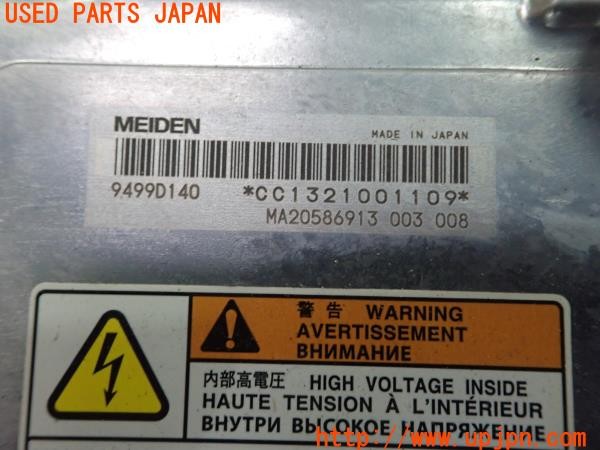 USED PARTS JAPAN
MEIDEN
MADE IN JAPAN
9499D140 *CC1321001109*
MA20586913 003 008
警告 WARNING
AVERTISSEMENT
ВНИМАНИЕ
内部高電圧 HIGH VOLTAGE INSIDE
HAUTE TENSION À L'INTÉRIEUR
ВНУТРИ ВЫСОКОЕ НАПРЯЖЕНИЕ
http://www.upjpn.com/